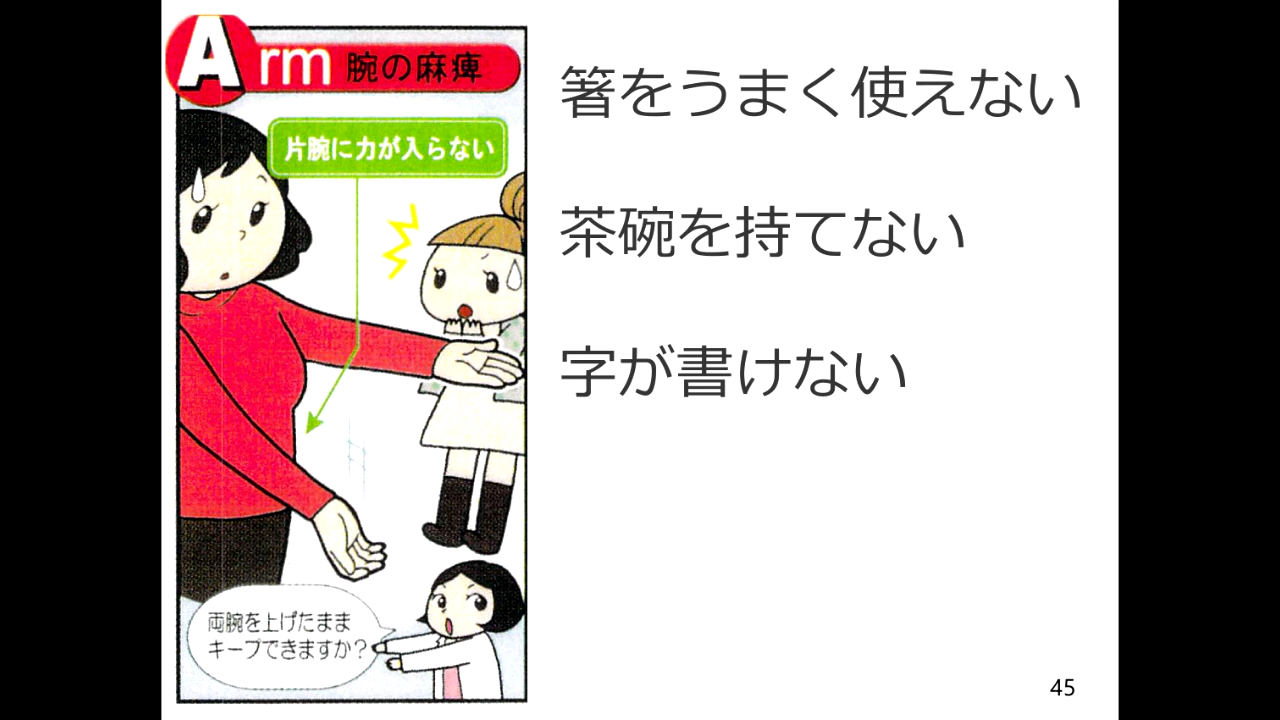 Arm 腕の麻痺
片腕に力が入らない
両腕を上げたまま
キープできますか?
箸をうまく使えない
茶碗を持てない
字が書けない
45